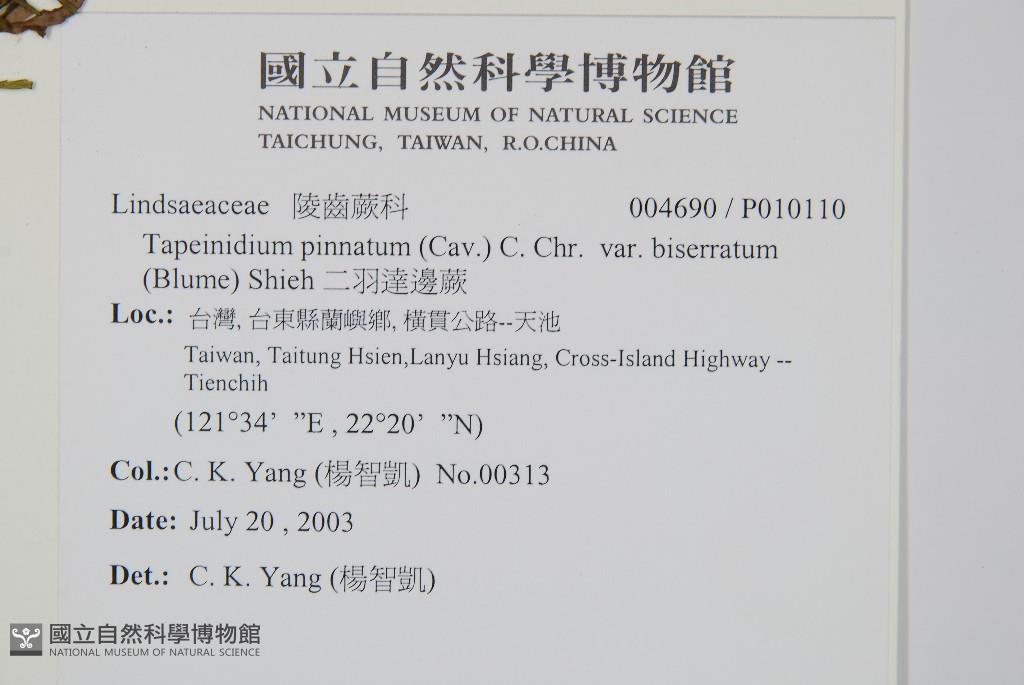 國立自然科學博物館
NATIONAL MUSEUM OF NATURAL SCIENCE
TAICHUNG, TAIWAN, R.O.CHINA
Lindsaeaceae 陵齒蕨科 004690 / P010110
Tapeinidium pinnatum (Cav.) C. Chr. var. biserratum
(Blume) Shieh 二羽達邊蕨
Loc.: 台灣, 台東縣蘭嶼鄉, 橫貫公路--天池
Taiwan, Taitung Hsien,Lanyu Hsiang, Cross-Island Highway --
Tienchih
(121°34’ ”E , 22°20’ ”N)
Col.: C. K. Yang (楊智凱) No.00313
Date: July 20 , 2003
Det.: C. K. Yang (楊智凱)
國立自然科學博物館
NATIONAL MUSEUM OF NATURAL SCIENCE